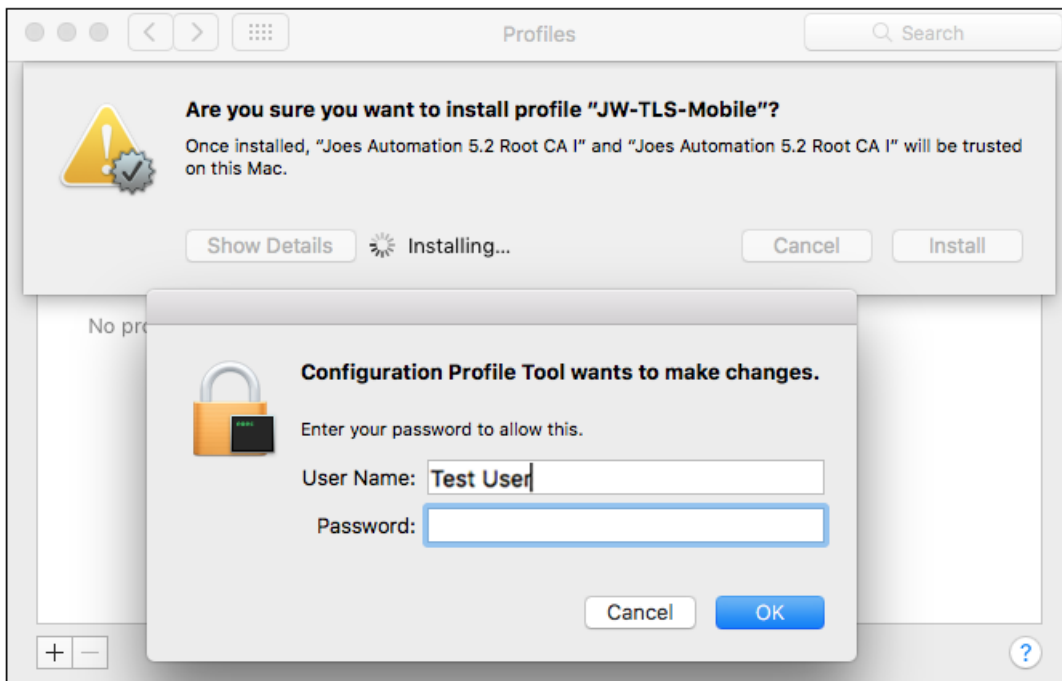 Profiles
Search
Are you sure you want to install profile “JW-TLS-Mobile”?
Once installed, “Joes Automation 5.2 Root CA I” and “Joes Automation 5.2 Root CA I” will be trusted
on this Mac.
Show Details
Installing...
Cancel
Install
No pro
Configuration Profile Tool wants to make changes.
Enter your password to allow this.
User Name: Test User
Password:
Cancel
OK
+ −
?